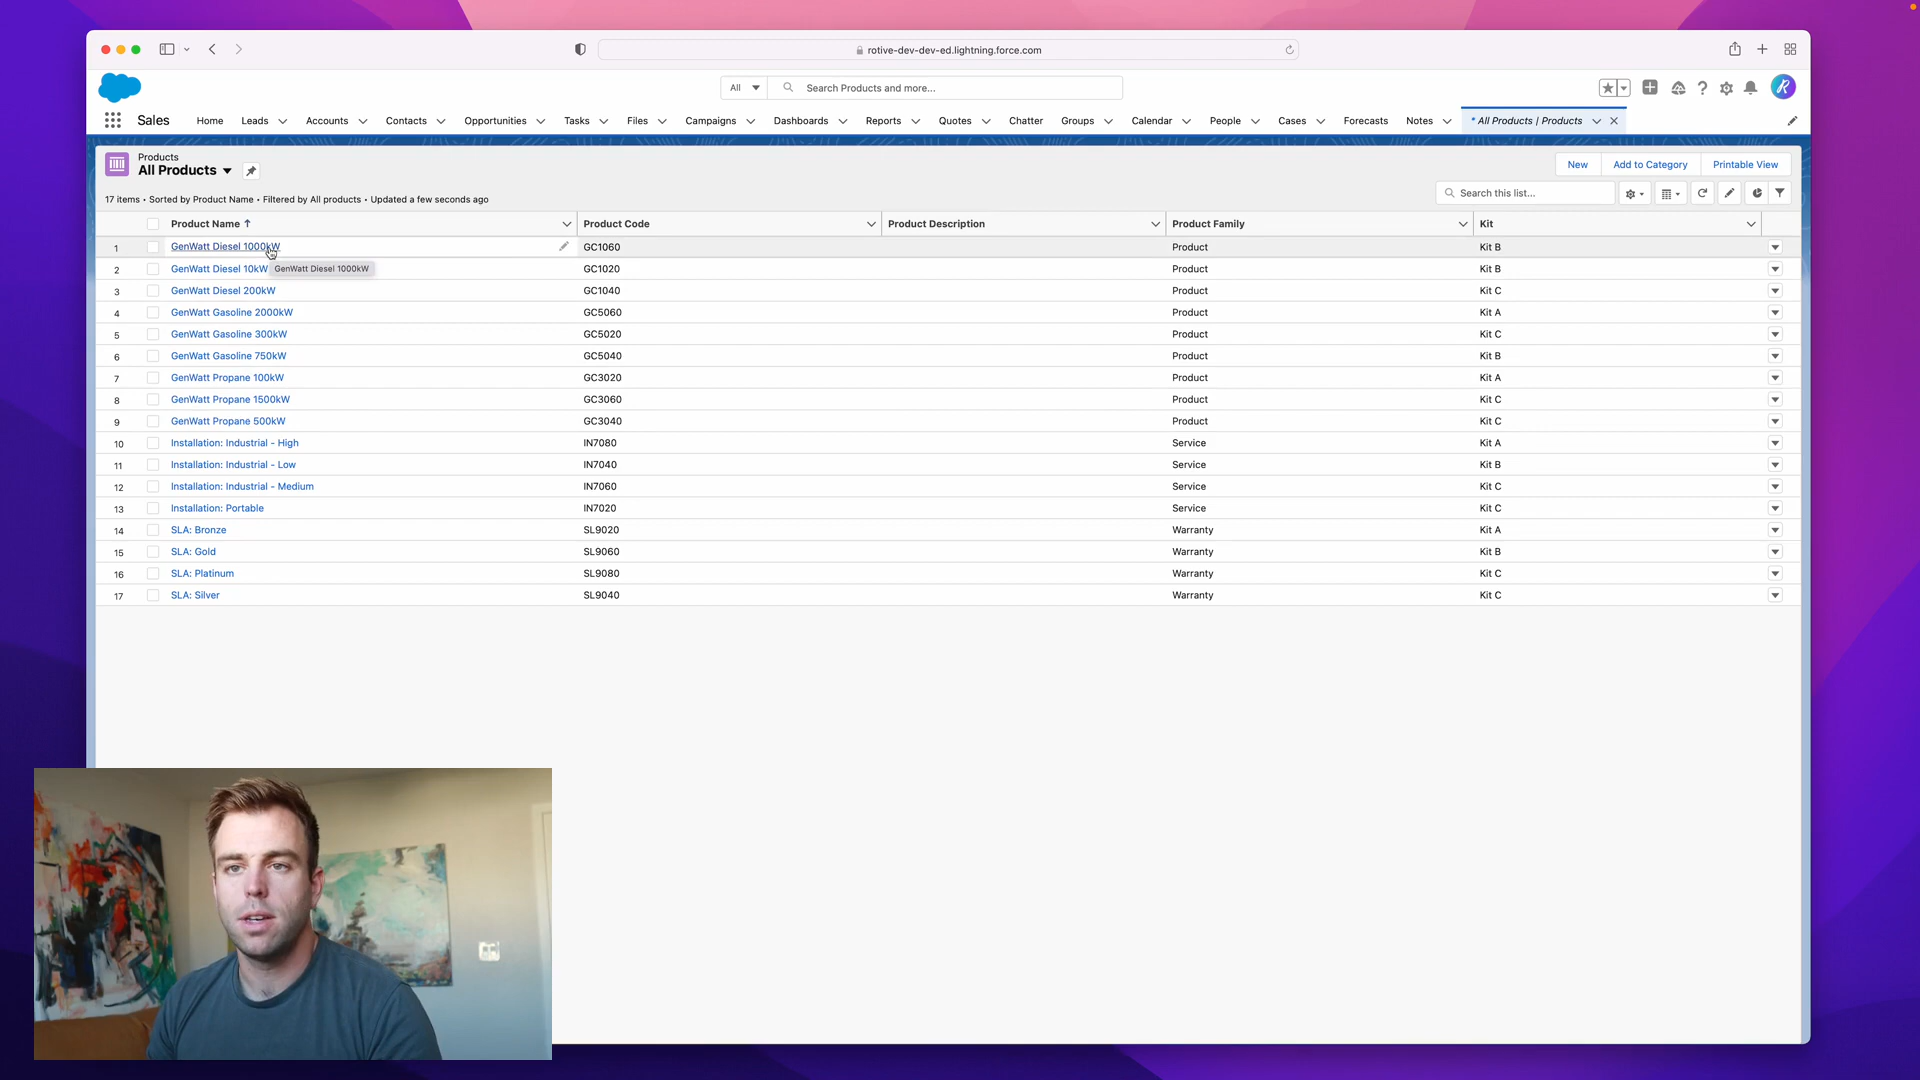 rotive-dev-dev-ed.lightning.force.com
All Search Products and more...
Sales Home Leads Accounts Contacts Opportunities Tasks Files Campaigns Dashboards Reports Quotes Chatter Groups Calendar People Cases Forecasts Notes * All Products | Products
Products
All Products
New Add to Category Printable View
17 items • Sorted by Product Name • Filtered by All products • Updated a few seconds ago
Search this list...
Product Name Product Code Product Description Product Family Kit
1 GenWatt Diesel 1000kW GC1060 Product Kit B
2 GenWatt Diesel 10kW GC1020 Product Kit B
GenWatt Diesel 1000kW
3 GenWatt Diesel 200kW GC1040 Product Kit C
4 GenWatt Gasoline 2000kW GC5060 Product Kit A
5 GenWatt Gasoline 300kW GC5020 Product Kit C
6 GenWatt Gasoline 750kW GC5040 Product Kit B
7 GenWatt Propane 100kW GC3020 Product Kit A
8 GenWatt Propane 1500kW GC3060 Product Kit C
9 GenWatt Propane 500kW GC3040 Product Kit C
10 Installation: Industrial - High IN7080 Service Kit A
11 Installation: Industrial - Low IN7040 Service Kit B
12 Installation: Industrial - Medium IN7060 Service Kit C
13 Installation: Portable IN7020 Service Kit C
14 SLA: Bronze SL9020 Warranty Kit A
15 SLA: Gold SL9060 Warranty Kit B
16 SLA: Platinum SL9080 Warranty Kit C
17 SLA: Silver SL9040 Warranty Kit C